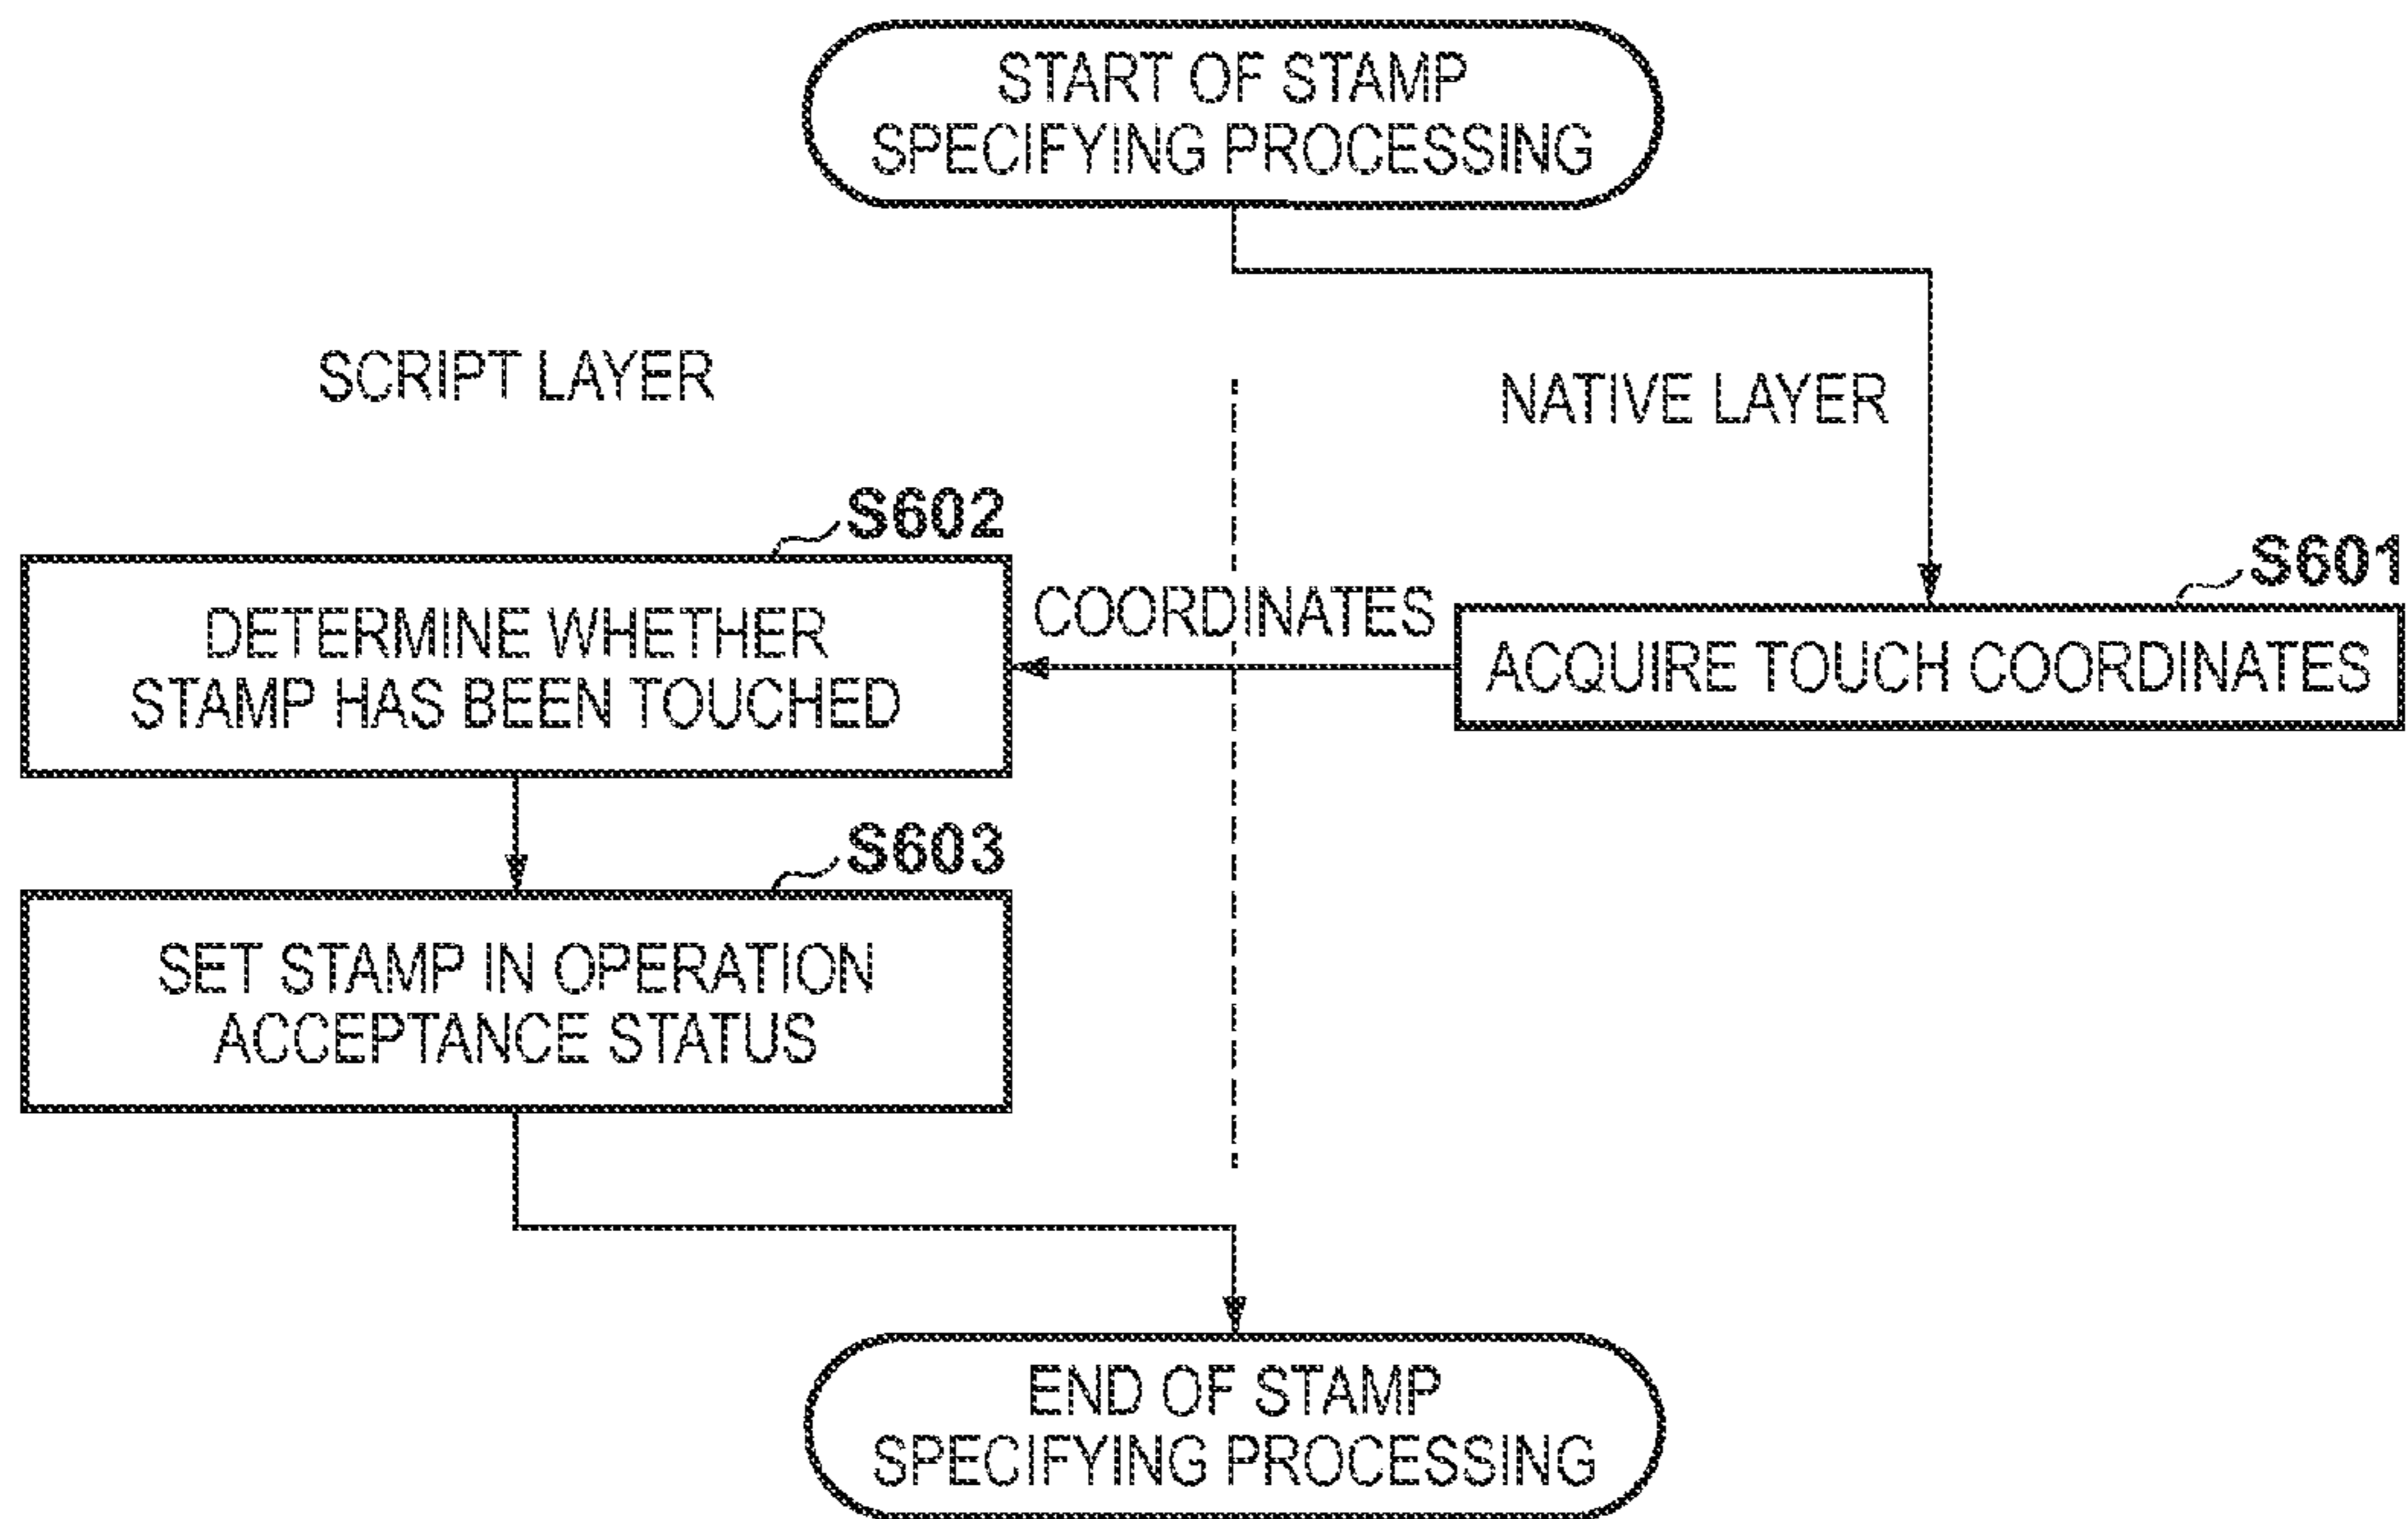 START OF STAMP
SPECIFYING PROCESSING
SCRIPT LAYER
NATIVE LAYER
S602
S601
DETERMINE WHETHER
STAMP HAS BEEN TOUCHED
COORDINATES
ACQUIRE TOUCH COORDINATES
S603
SET STAMP IN OPERATION
ACCEPTANCE STATUS
END OF STAMP
SPECIFYING PROCESSING